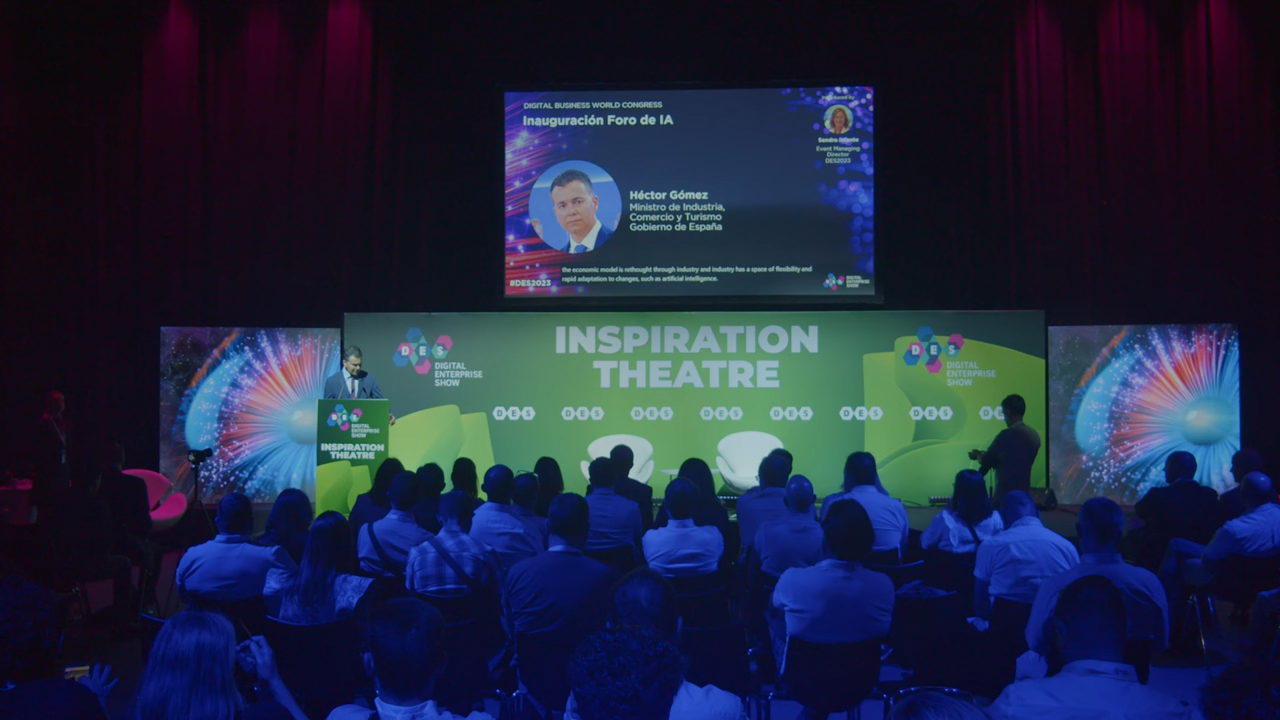 DIGITAL BUSINESS WORLD CONGRESS
Inauguración Foro de IA
Héctor Gómez
Ministro de Industria,
Comercio y Turismo
Gobierno de España
Event Managing
Director
DES2023
the economic model is rethought through industry and industry has a space of flexibility and
rapid adaptation to changes, such as artificial intelligence.
#DES2023
DIGITAL
ENTERPRISE
SHOW
INSPIRATION
THEATRE
DES
DIGITAL
ENTERPRISE
SHOW
DES
DIGITAL
ENTERPRISE
SHOW
DES DES DES DES DES DES DES
DES
DIGITAL
ENTERPRISE
SHOW
INSPIRATION
THEATRE